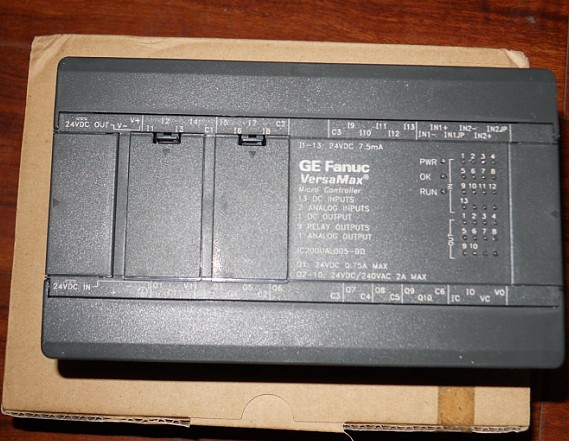 24VDC OUT V- V+ I1 I2 I3 I4 C1 I5 I6 I7 I8 C2 C3 I9 I10 I11 I12 I13 IN1+ IN1- IN1JP IN2- IN2+ IN2JP
I1-13: 24VDC 7.5mA
GE Fanuc
VersaMax®
Micro Controller
13 DC INPUTS
2 ANALOG INPUTS
1 DC OUTPUT
9 RELAY OUTPUTS
1 ANALOG OUTPUT
IC200UAL005-BD
Q1: 24VDC 0.75A MAX
Q2-10: 24VDC/240VAC 2A MAX
PWR
OK
RUN
1 2 3 4
5 6 7 8
9 10 11 12
13
1 2 3 4
5 6 7 8
9 10
24VDC IN - + Q1 V1 Q5 Q6 C2 C3 Q7 C4 Q8 C5 Q9 Q10 C6 IC IO VC VO